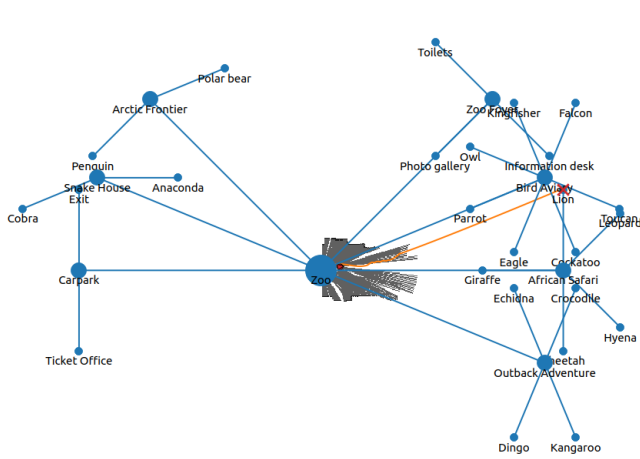 Toilets
Polar bear
Arctic Frontier
Zoo Foyer
Kingfisher
Falcon
Owl
Penguin
Photo gallery
Information desk
Snake House
Anaconda
Bird Aviary
Exit
Lion
Cobra
Parrot
Toucan
Leopard
Eagle
Cockatoo
Carpark
Zoo
Giraffe
African Safari
Echidna
Crocodile
Hyena
Ticket Office
Cheetah
Outback Adventure
Dingo
Kangaroo